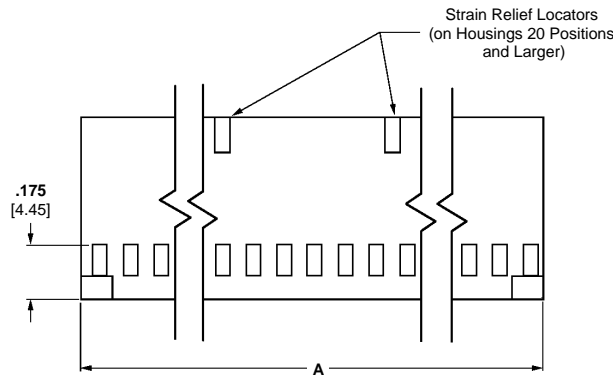 Strain Relief Locators
(on Housings 20 Positions
and Larger)
.175
[4.45]
A